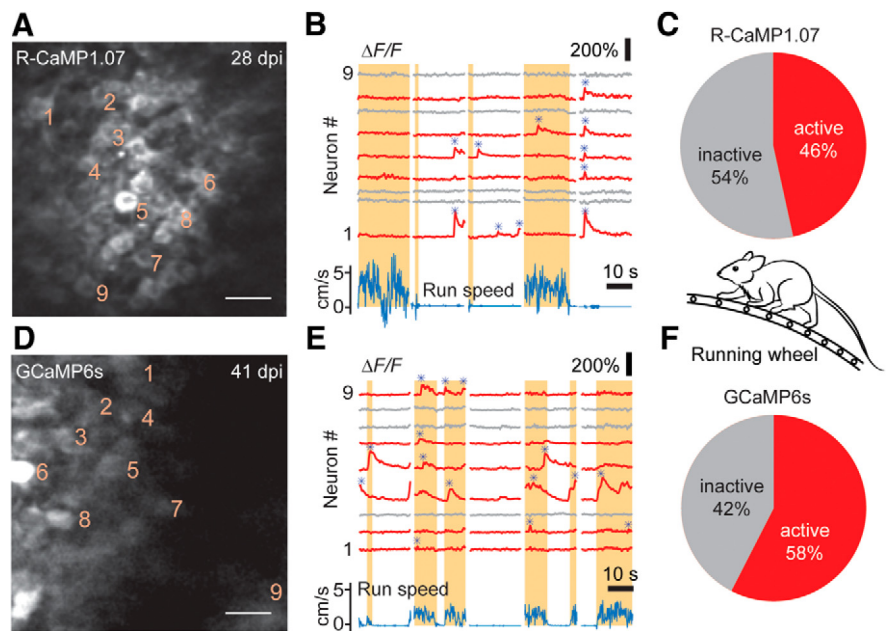 A
R-CaMP1.07
28 dpi
1
2
3
4
5
6
7
8
9
B
ΔF/F
200%
9
Neuron #
1
5
0
cm/s
Run speed
10 s
C
R-CaMP1.07
active
46%
inactive
54%
Running wheel
D
GCaMP6s
41 dpi
1
2
3
4
5
6
7
8
9
E
ΔF/F
200%
9
Neuron #
1
Run speed
10 s
5
0
cm/s
F
GCaMP6s
inactive
42%
active
58%